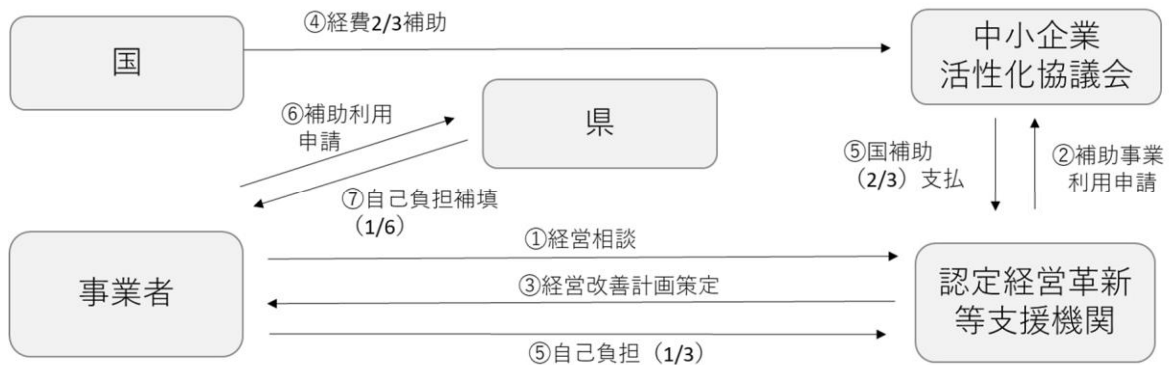 ④経費2/3補助
国
中小企業
活性化協議会
⑥補助利用
申請
県
⑤国補助
（2/3）支払
②補助事業
利用申請
⑦自己負担補填
（1/6）
①経営相談
事業者
③経営改善計画策定
認定経営革新
等支援機関
⑤自己負担（1/3）